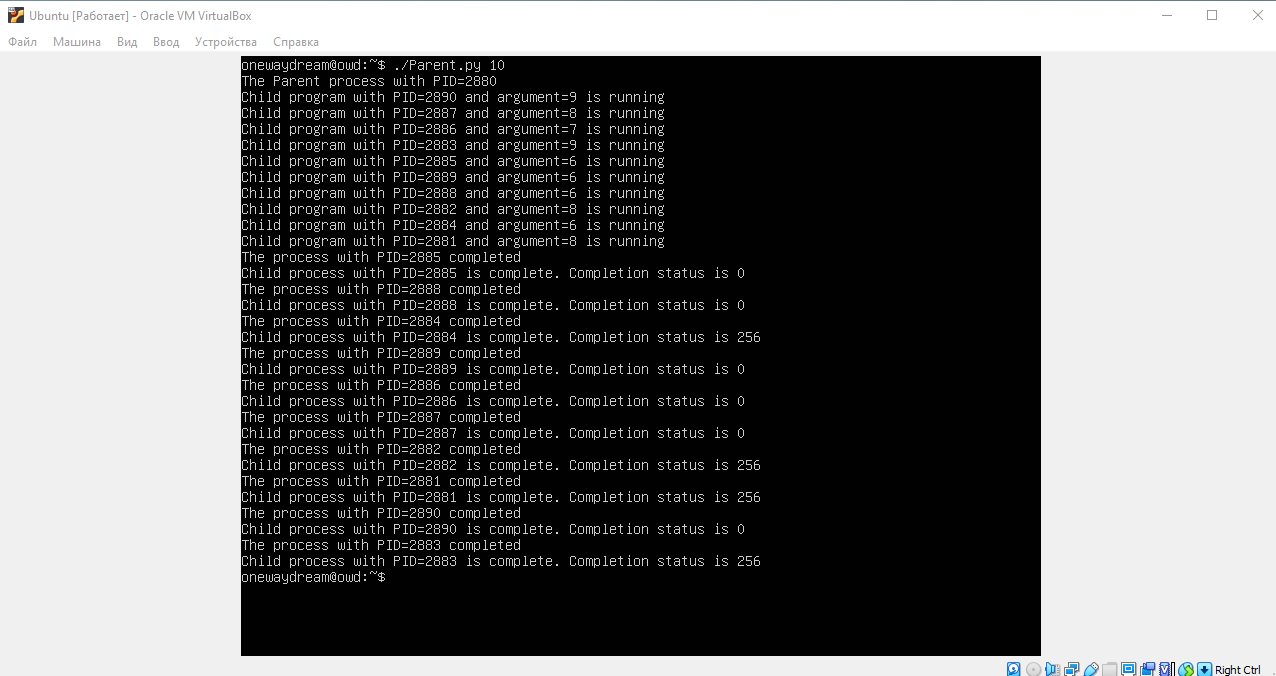 Ubuntu [Работает] - Oracle VM VirtualBox
Файл Машина Вид Ввод Устройства Справка
onewaydream@owd:~$ ./Parent.py 10
The Parent process with PID=2880
Child program with PID=2890 and argument=9 is running
Child program with PID=2887 and argument=8 is running
Child program with PID=2886 and argument=7 is running
Child program with PID=2883 and argument=9 is running
Child program with PID=2885 and argument=6 is running
Child program with PID=2889 and argument=6 is running
Child program with PID=2888 and argument=6 is running
Child program with PID=2882 and argument=8 is running
Child program with PID=2884 and argument=6 is running
Child program with PID=2881 and argument=8 is running
The process with PID=2885 completed
Child process with PID=2885 is complete. Completion status is 0
The process with PID=2888 completed
Child process with PID=2888 is complete. Completion status is 0
The process with PID=2884 completed
Child process with PID=2884 is complete. Completion status is 256
The process with PID=2889 completed
Child process with PID=2889 is complete. Completion status is 0
The process with PID=2886 completed
Child process with PID=2886 is complete. Completion status is 0
The process with PID=2887 completed
Child process with PID=2887 is complete. Completion status is 0
The process with PID=2882 completed
Child process with PID=2882 is complete. Completion status is 256
The process with PID=2881 completed
Child process with PID=2881 is complete. Completion status is 256
The process with PID=2890 completed
Child process with PID=2890 is complete. Completion status is 0
The process with PID=2883 completed
Child process with PID=2883 is complete. Completion status is 256
onewaydream@owd:~$
Right Ctrl